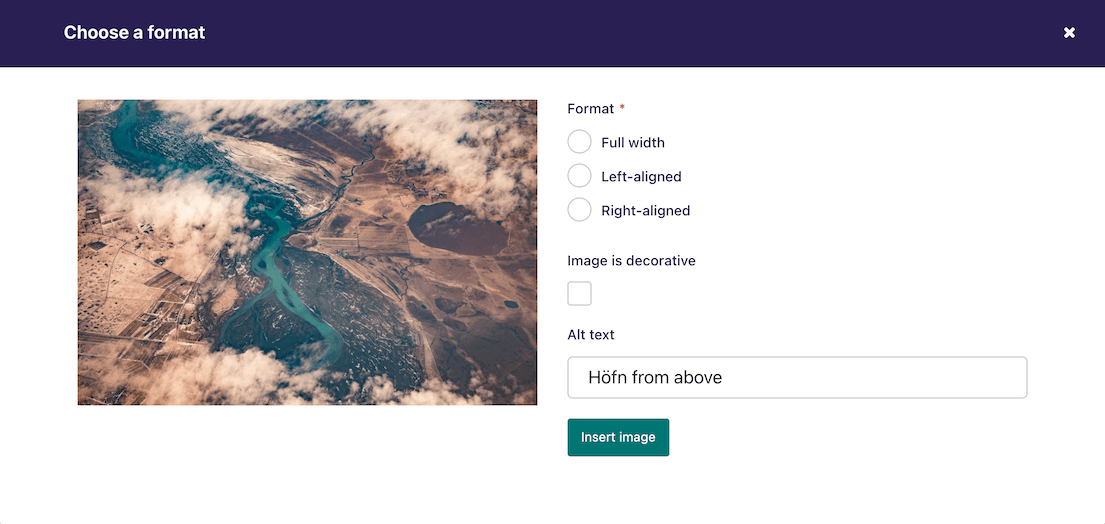 Choose a format
Format *
Full width
Left-aligned
Right-aligned
Image is decorative
Alt text
Höfn from above
Insert image